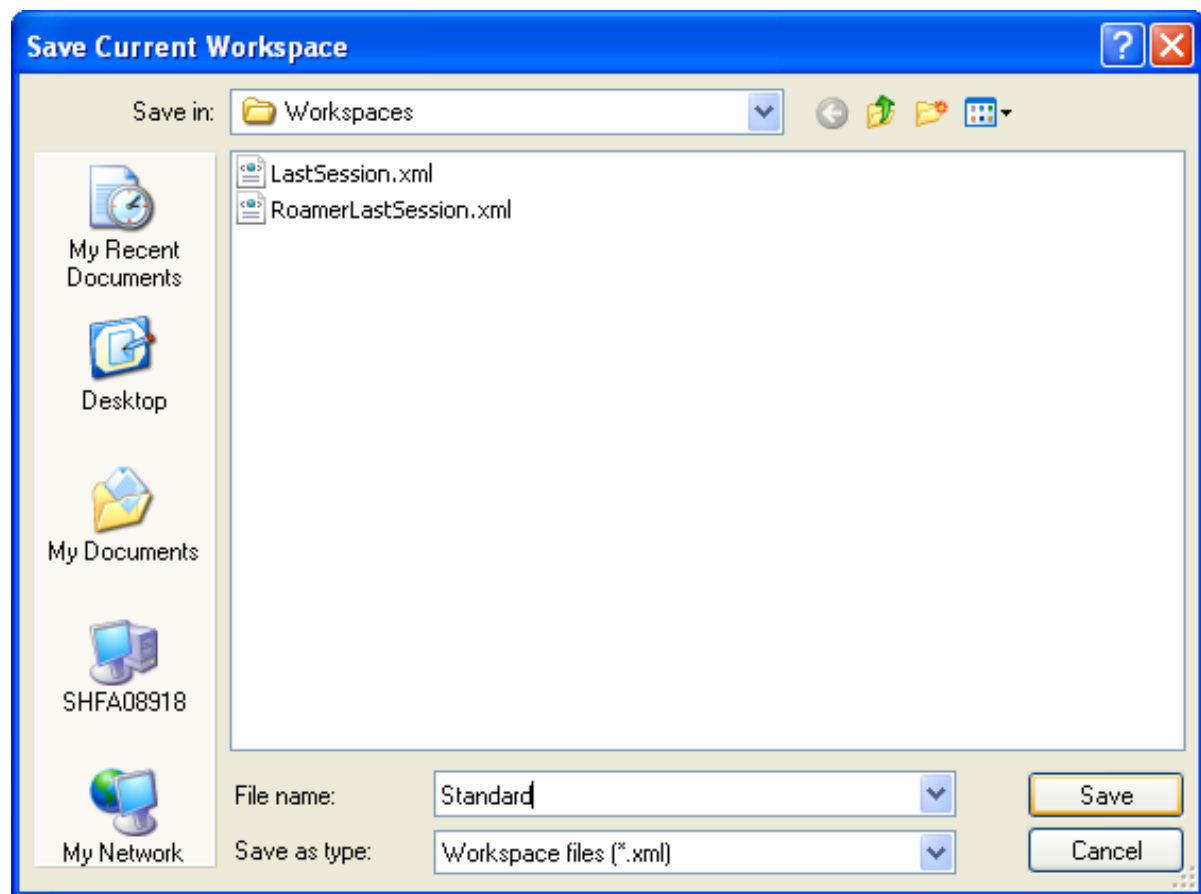 Save Current Workspace
Save in:
Workspaces
LastSession.xml
RoamerLastSession.xml
My Recent
Documents
Desktop
My Documents
SHFA08918
My Network
File name:
Standard
Save
Save as type:
Workspace files (*.xml)
Cancel